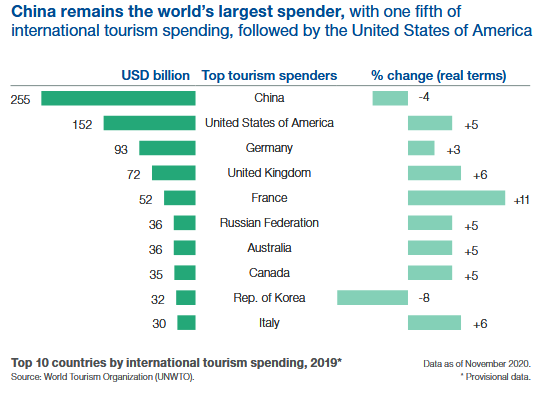 China remains the world's largest spender, with one fifth of
international tourism spending, followed by the United States of America
USD billion Top tourism spenders % change (real terms)
255 China -4
152 United States of America +5
93 Germany +3
72 United Kingdom +6
52 France +11
36 Russian Federation +5
36 Australia +5
35 Canada +5
32 Rep. of Korea -8
30 Italy +6
Top 10 countries by international tourism spending, 2019* Data as of November 2020.
Source: World Tourism Organization (UNWTO). * Provisional data.